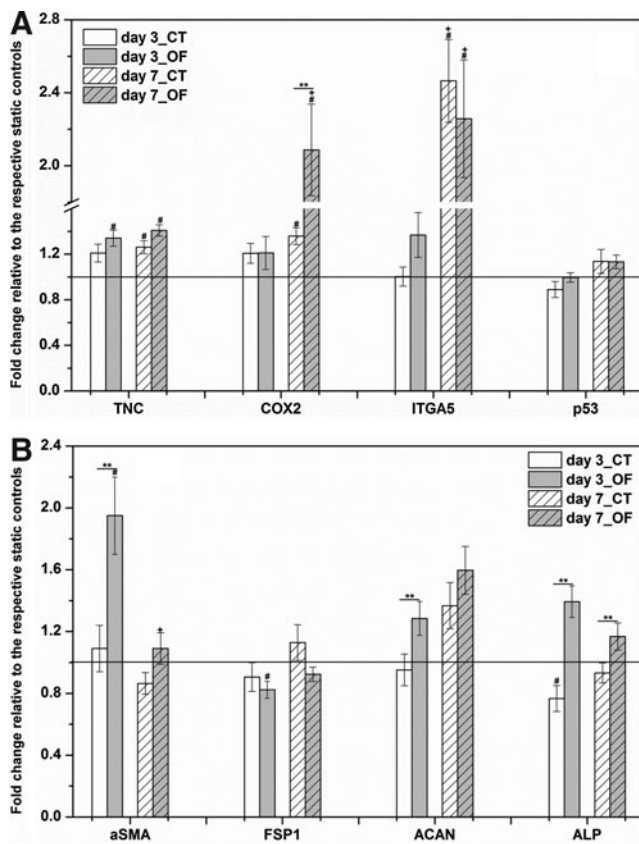 A
Fold change relative to the respective static controls
2.8
2.4
2.0
1.2
0.8
0.4
0.0
day 3_CT
day 3_OF
day 7_CT
day 7_OF
#
#
#
#
**
+
#
+
#
+
#
TNC
COX2
ITGA5
p53
B
Fold change relative to the respective static controls
2.4
2.0
1.6
1.2
0.8
0.4
0.0
day 3_CT
day 3_OF
day 7_CT
day 7_OF
**
#
+
#
**
#
**
**
aSMA
FSP1
ACAN
ALP